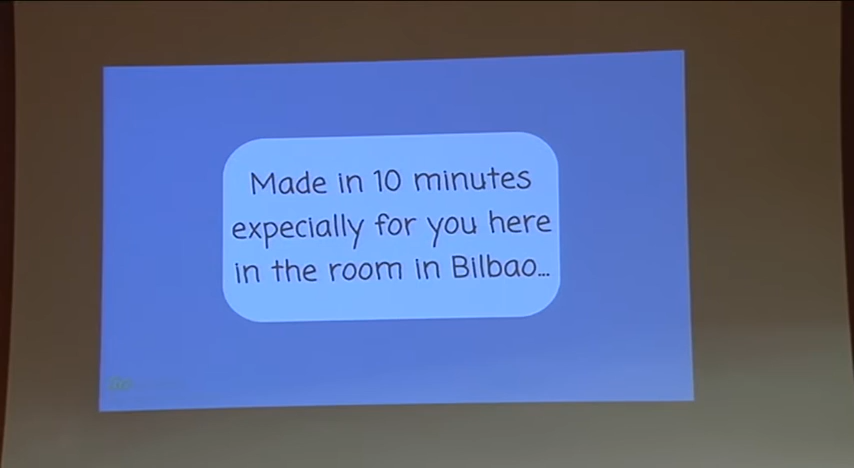 Made in 10 minutes
expecially for you here
in the room in Bilbao...